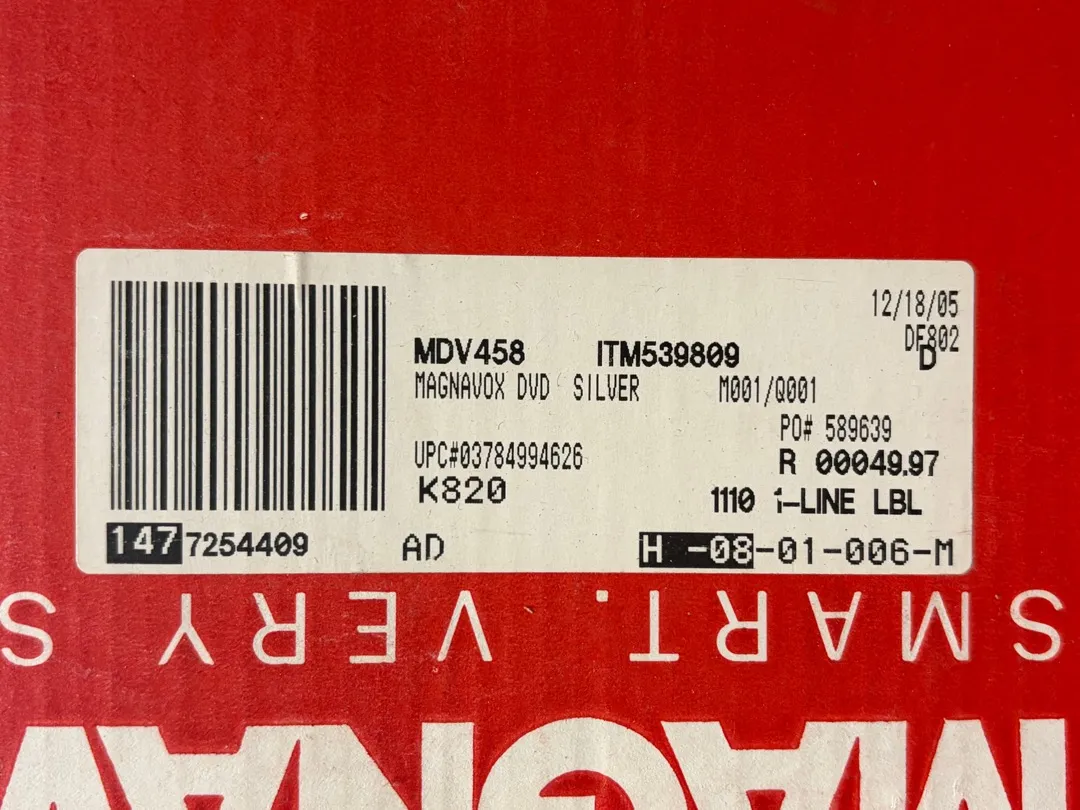 12/18/05
DF802
D
MDV458 ITM539809
MAGNAVOX DVD SILVER M001/Q001
PO# 589639
UPC#03784994626 R 00049.97
K820 1110 1-LINE LBL
147 7254409 AD H -08-01-006-M
SMART. VERY S
MAGNAV